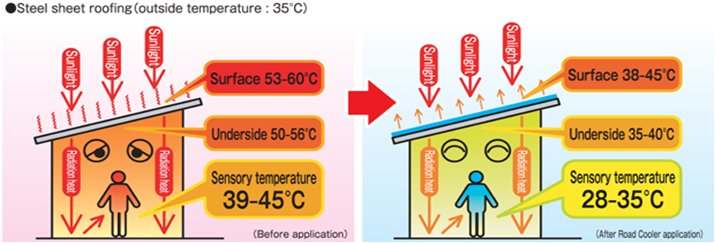 ●Steel sheet roofing(outside temperature : 35°C)
Sunlight
Sunlight
Sunlight
Surface 53-60°C
Underside 50-56°C
Radiation heat
Radiation heat
Sensory temperature
39-45°C
(Before application)
Sunlight
Sunlight
Sunlight
Surface 38-45°C
Underside 35-40°C
Radiation heat
Radiation heat
Sensory temperature
28-35°C
(After Road Cooler application)